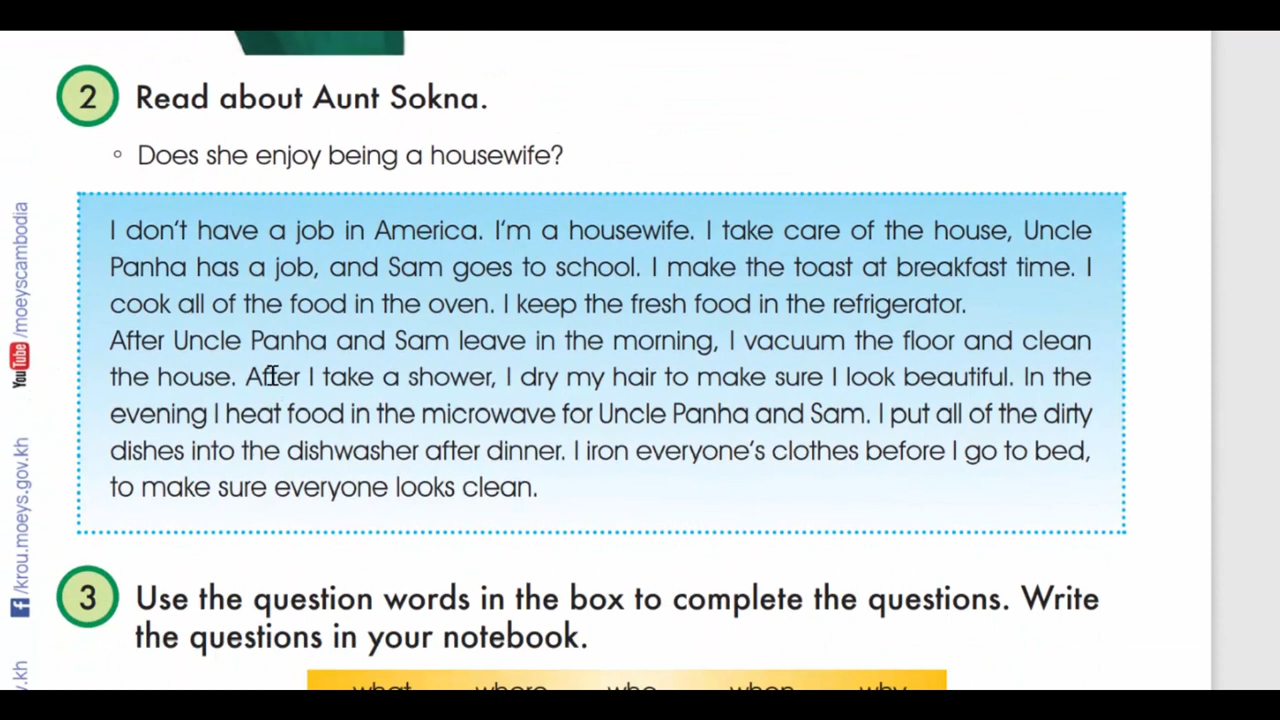 2 Read about Aunt Sokna.
Does she enjoy being a housewife?
I don't have a job in America. I'm a housewife. I take care of the house, Uncle
Panha has a job, and Sam goes to school. I make the toast at breakfast time. I
cook all of the food in the oven. I keep the fresh food in the refrigerator.
After Uncle Panha and Sam leave in the morning, I vacuum the floor and clean
the house. After I take a shower, I dry my hair to make sure I look beautiful. In the
evening I heat food in the microwave for Uncle Panha and Sam. I put all of the dirty
dishes into the dishwasher after dinner. I iron everyone's clothes before I go to bed,
to make sure everyone looks clean.
3 Use the question words in the box to complete the questions. Write
the questions in your notebook.
what where who when why
YouTube /moeyscambodia
f /krou.moeys.gov.kh
v.kh